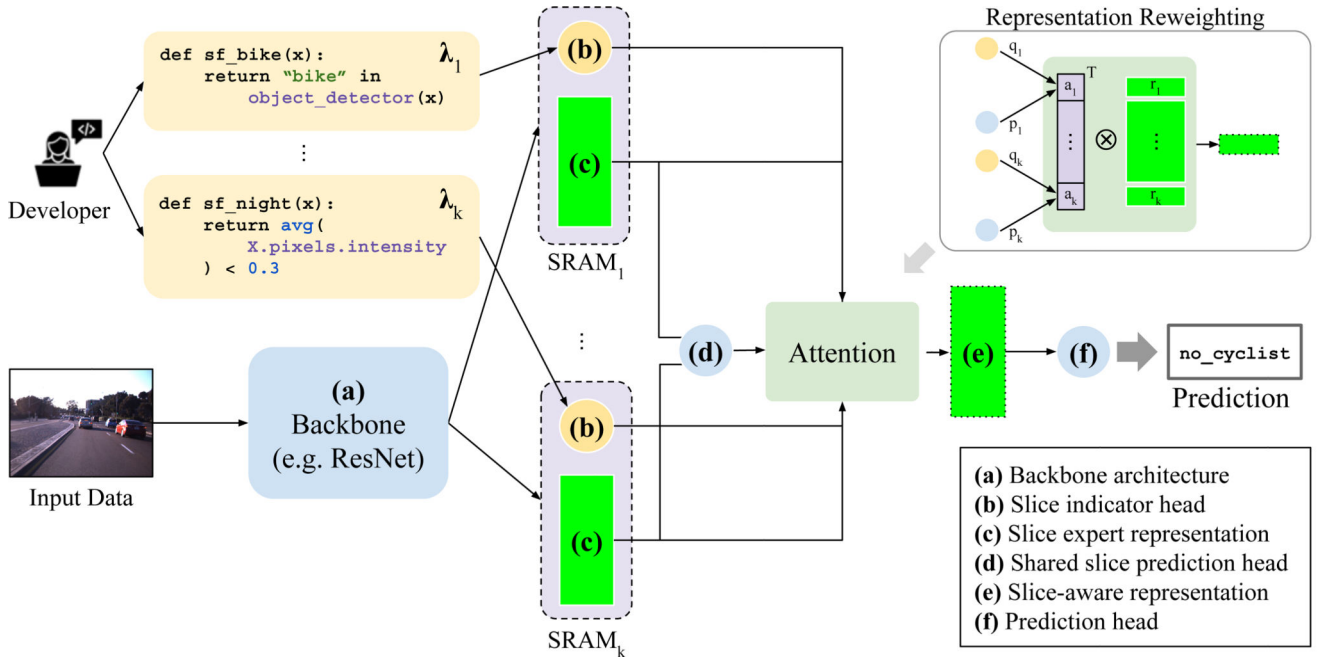 Representation Reweighting
def sf_bike(x):
return “bike” in
object_detector(x)
λ1
⋮
Developer
def sf_night(x):
return avg(
X.pixels.intensity
) < 0.3
λk
(b)
(c)
SRAM1
⋮
(b)
(c)
SRAMk
Input Data
(a)
Backbone
(e.g. ResNet)
(d)
Attention
(e)
(f)
no_cyclist
Prediction
q1
p1
qk
pk
a1
⋮
ak
T
⊗
r1
⋮
rk
(a) Backbone architecture
(b) Slice indicator head
(c) Slice expert representation
(d) Shared slice prediction head
(e) Slice-aware representation
(f) Prediction head